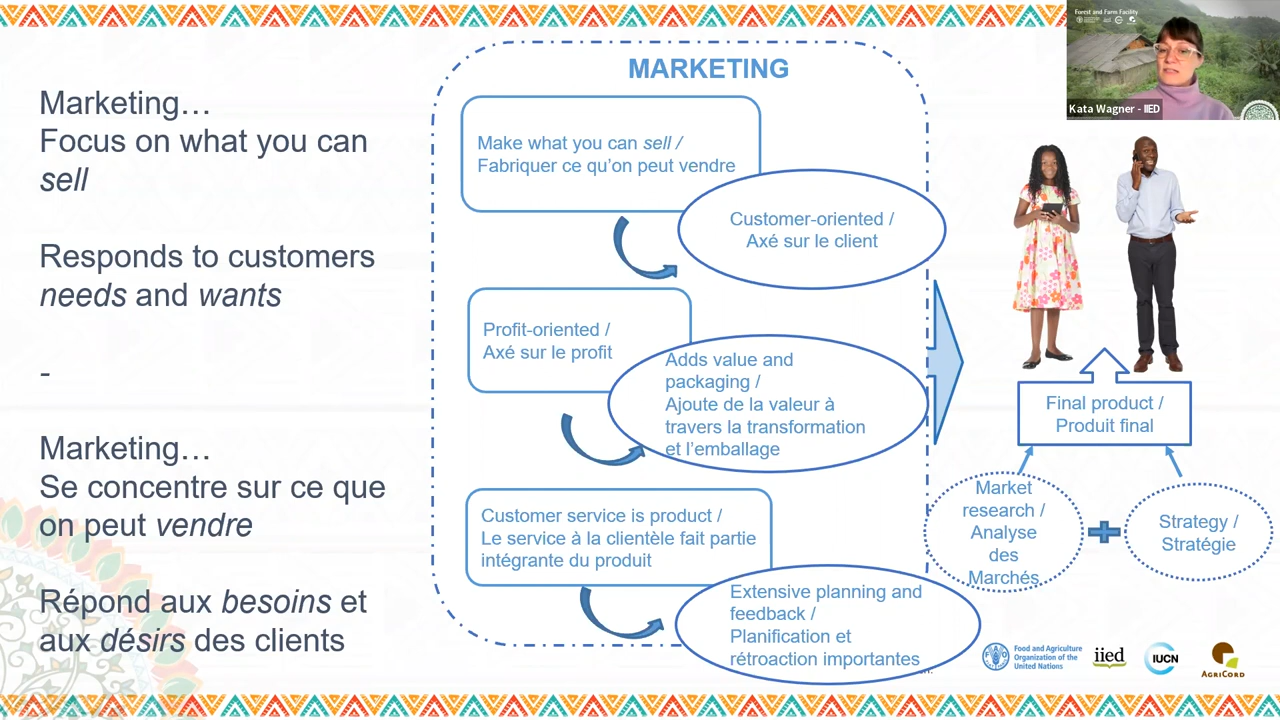 Marketing…
Focus on what you can
sell
Responds to customers
needs and wants
-
Marketing…
Se concentre sur ce que
on peut vendre
Répond aux besoins et
aux désirs des clients
MARKETING
Make what you can sell /
Fabriquer ce qu'on peut vendre
Customer-oriented /
Axé sur le client
Profit-oriented /
Axé sur le profit
Adds value and
packaging /
Ajoute de la valeur à
travers la transformation
et l'emballage
Customer service is product /
Le service à la clientèle fait partie
intégrante du produit
Extensive planning and
feedback /
Planification et
rétroaction importantes
Forest and Farm Facility
Kata Wagner - IIED
Final product /
Produit final
Market
research /
Analyse
des
Marchés
Strategy /
Stratégie
Food and Agriculture
Organization of the
United Nations
iied
IUCN
AGRICORD